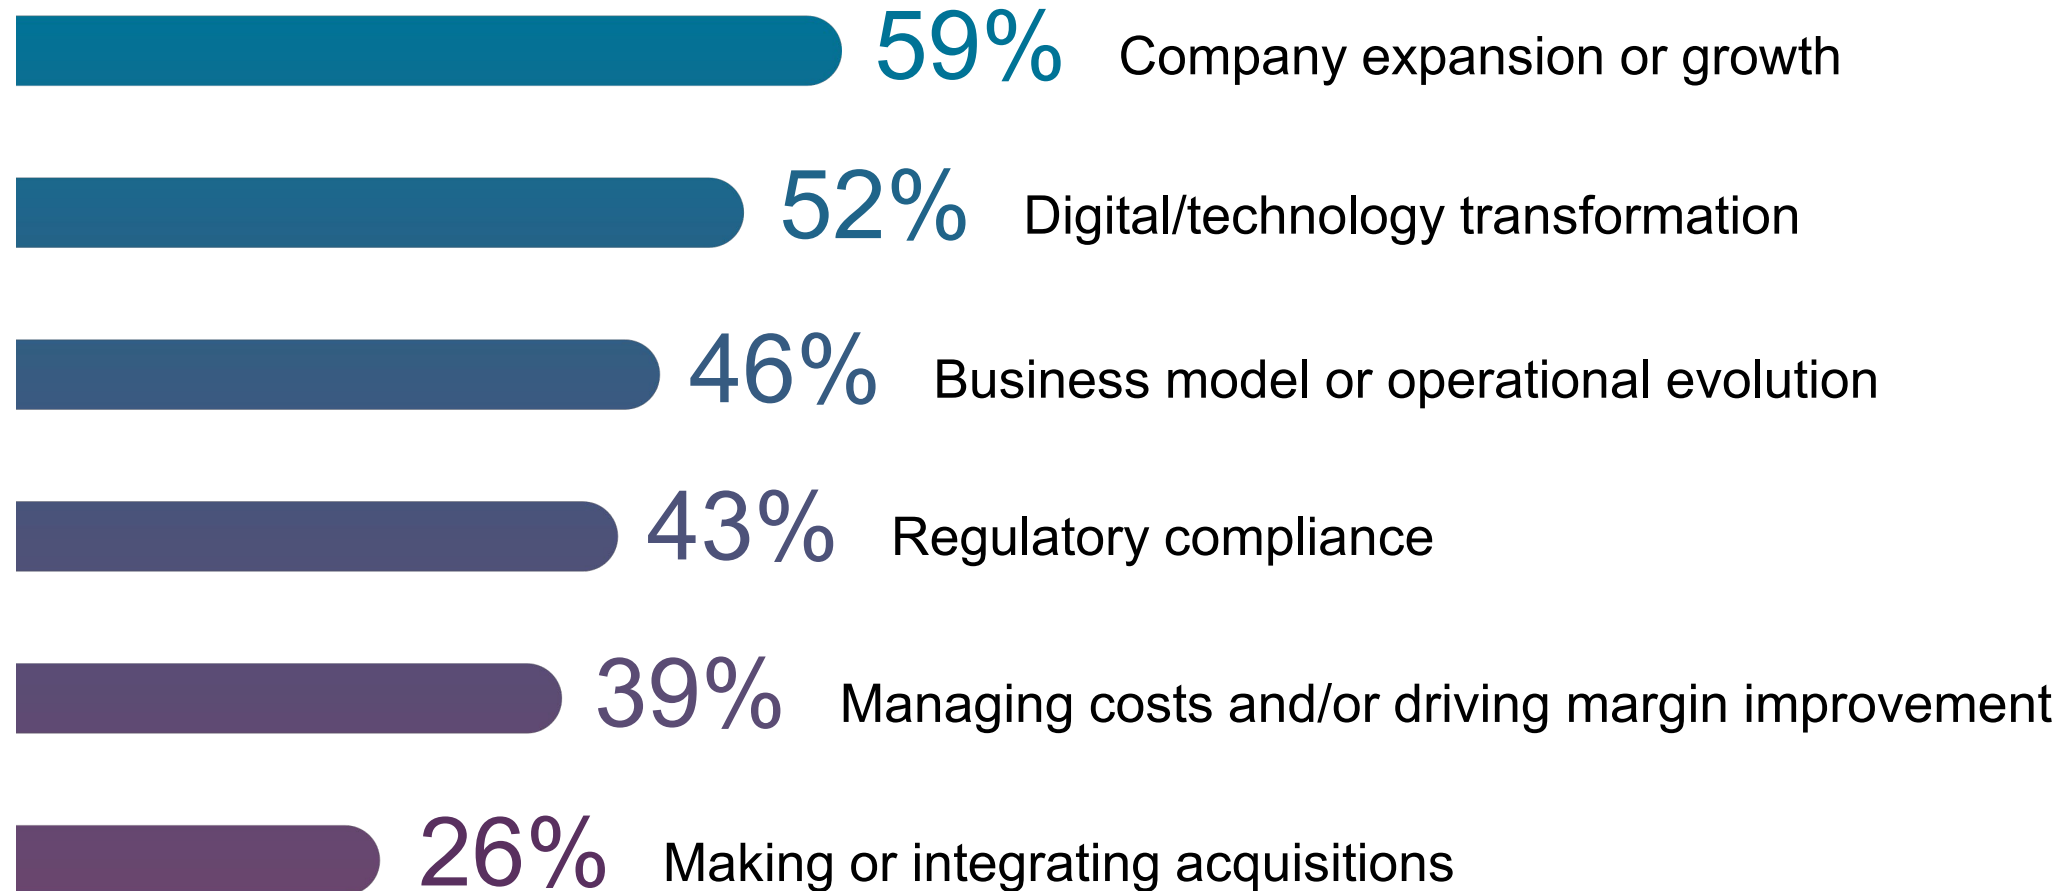 59% Company expansion or growth
52% Digital/technology transformation
46% Business model or operational evolution
43% Regulatory compliance
39% Managing costs and/or driving margin improvement
26% Making or integrating acquisitions